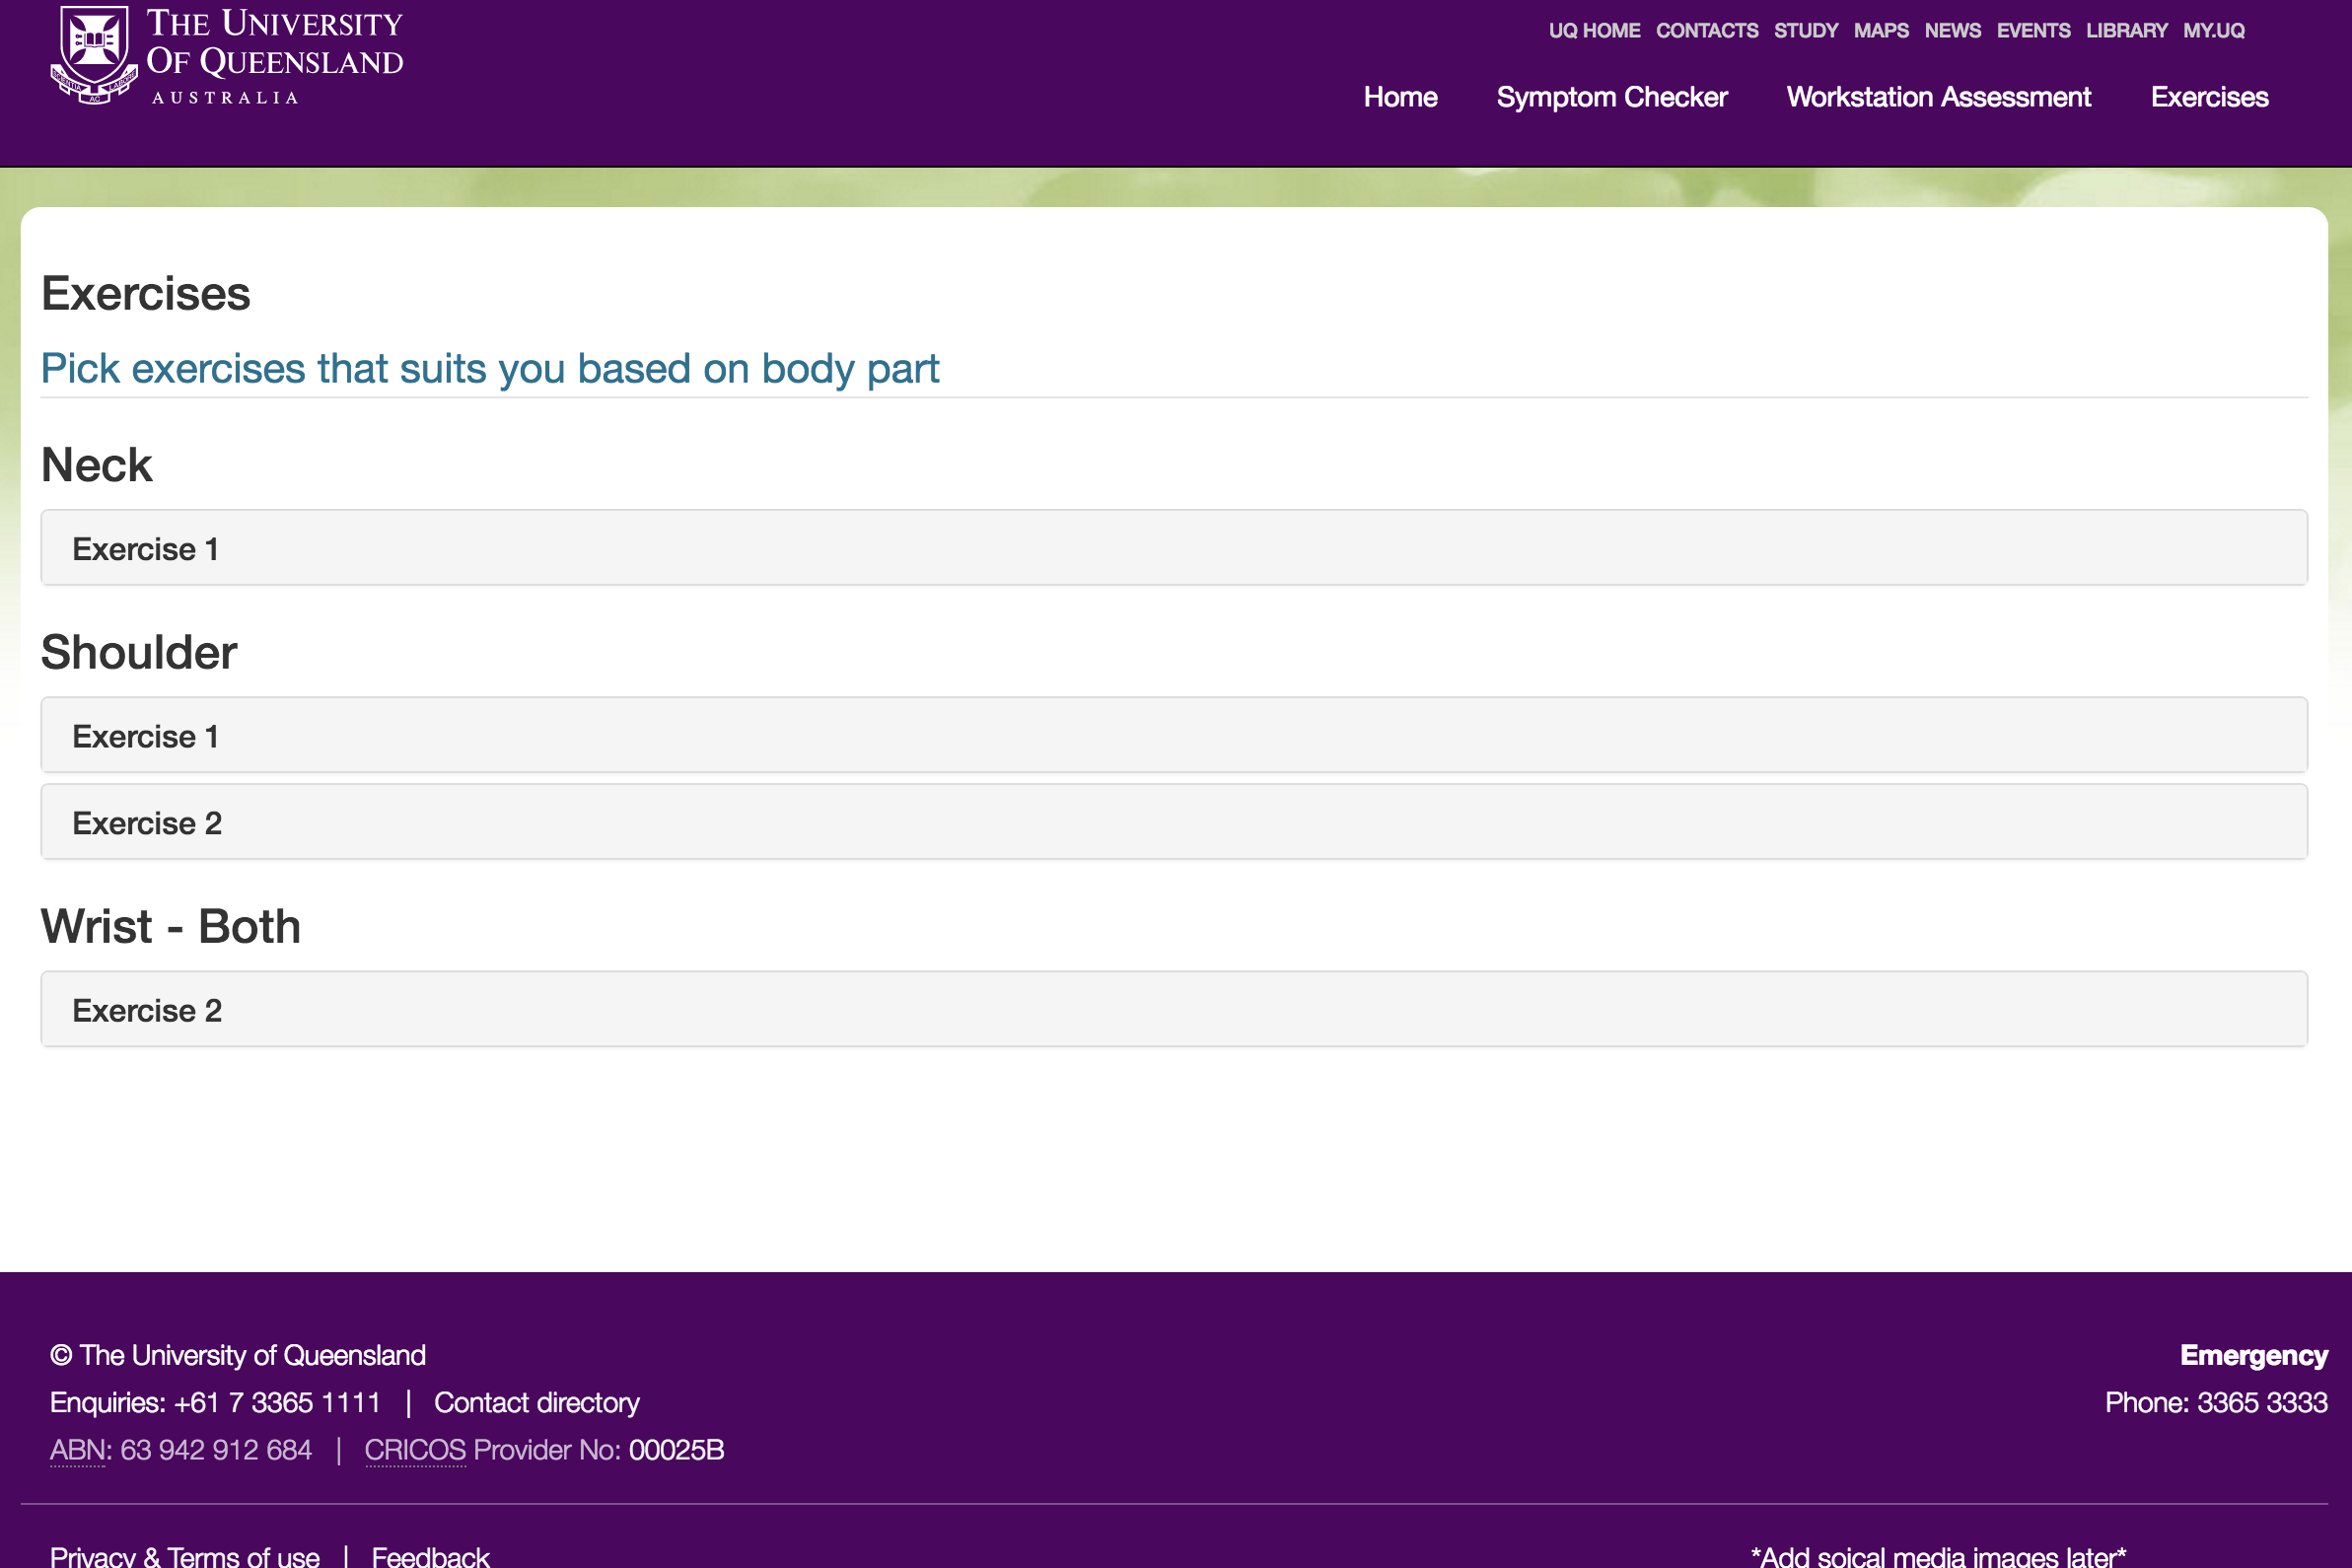 THE UNIVERSITY
OF QUEENSLAND
AUSTRALIA
UQ HOME CONTACTS STUDY MAPS NEWS EVENTS LIBRARY MY.UQ
Home Symptom Checker Workstation Assessment Exercises
Exercises
Pick exercises that suits you based on body part
Neck
Exercise 1
Shoulder
Exercise 1
Exercise 2
Wrist - Both
Exercise 2
© The University of Queensland
Emergency
Enquiries: +61 7 3365 1111 | Contact directory
Phone: 3365 3333
ABN: 63 942 912 684 | CRICOS Provider No: 00025B
Privacy & Terms of use | Feedback
*Add soical media images later*